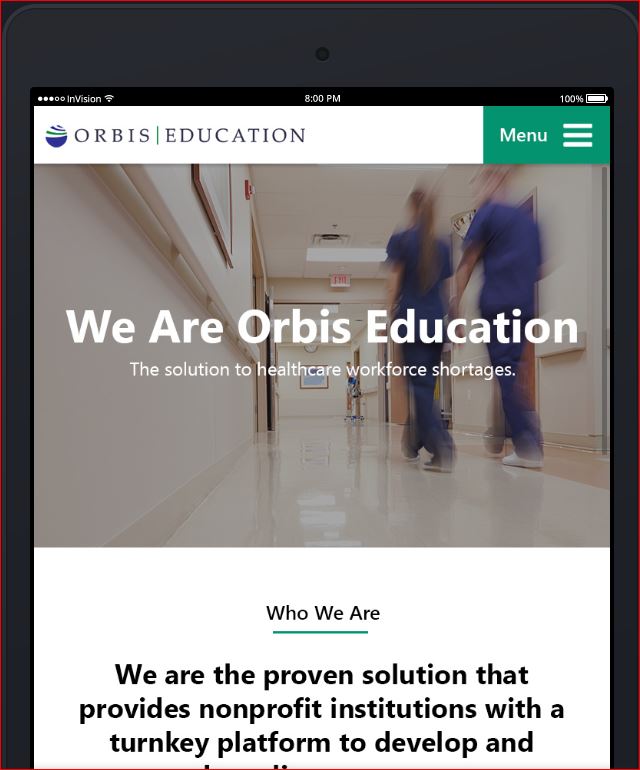 InVision 8:00 PM 100%
ORBIS|EDUCATION Menu
EXIT
We Are Orbis Education
The solution to healthcare workforce shortages.
Who We Are
We are the proven solution that
provides nonprofit institutions with a
turnkey platform to develop and